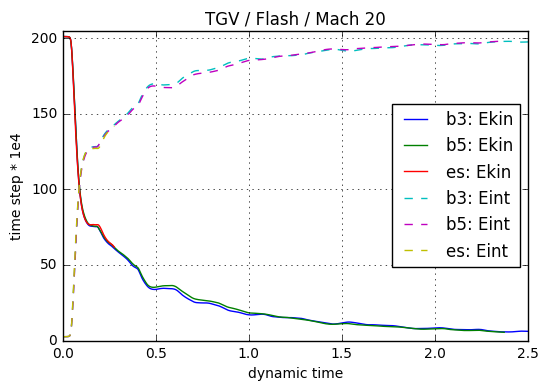 TGV / Flash / Mach 20
200
150
100
50
0
time step * 1e4
b3: Ekin
b5: Ekin
es: Ekin
b3: Eint
b5: Eint
es: Eint
0.0 0.5 1.0 1.5 2.0 2.5
dynamic time